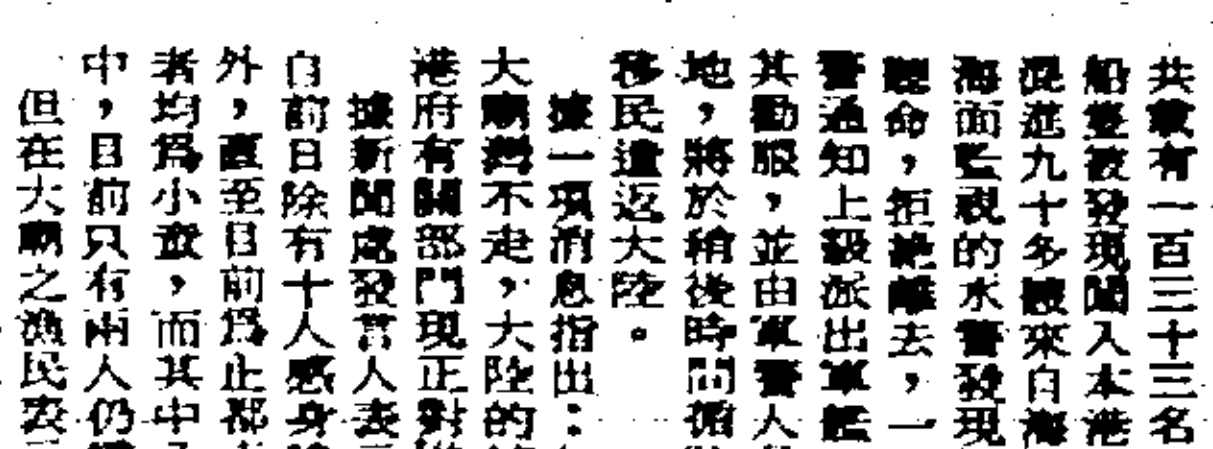 共載有一百三十三名
船隻被發現闖入本港
混進九十多艘來自海
海面監視的水警發現
命，拒絕離去，一
警通知上級派出軍艦
其勸服，並由軍警人
地，將於稍後時間循
移民遣返大陸。
據一項消息指出：
大廟灣不走，大陸的
港府有關部門現正對
據新聞處發言人表
自前日除有十人感身
外，直至目前為止都
者均為小童，而其中
中，目前只有兩人仍
但在大廟之漁民表